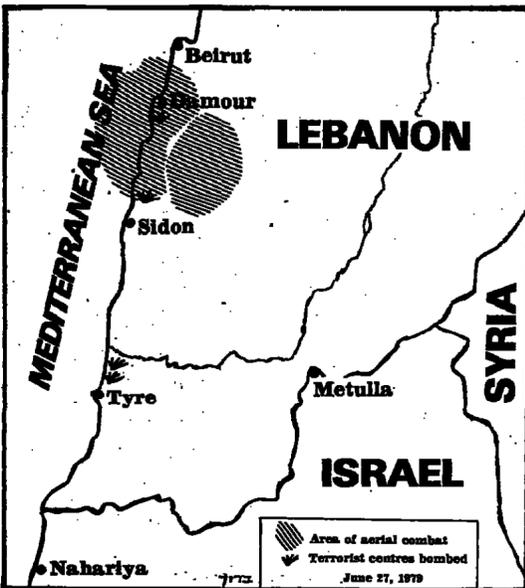 Beirut
Damour
LEBANON
MEDITERRANEAN SEA
Sidon
SYRIA
Tyre
Metulla
ISRAEL
Area of aerial combat
Terrorist centres bombed
June 27, 1979
Nahariya